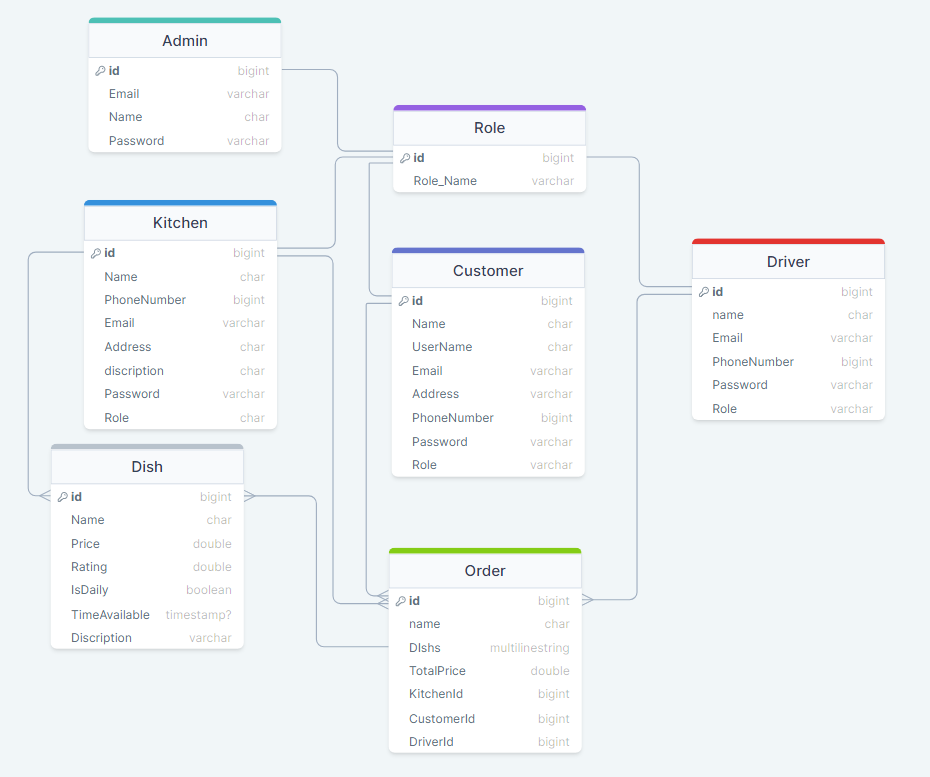 Admin
id bigint
Email varchar
Name char
Password varchar
Role
id bigint
Role_Name varchar
Kitchen
id bigint
Name char
PhoneNumber bigint
Email varchar
Address char
discription char
Password varchar
Role char
Customer
id bigint
Name char
UserName char
Email varchar
Address varchar
PhoneNumber bigint
Password varchar
Role varchar
Driver
id bigint
name char
Email varchar
PhoneNumber bigint
Password varchar
Role varchar
Dish
id bigint
Name char
Price double
Rating double
IsDaily boolean
TimeAvailable timestamp?
Discription varchar
Order
id bigint
name char
DIshs multilinestring
TotalPrice double
KitchenId bigint
CustomerId bigint
DriverId bigint